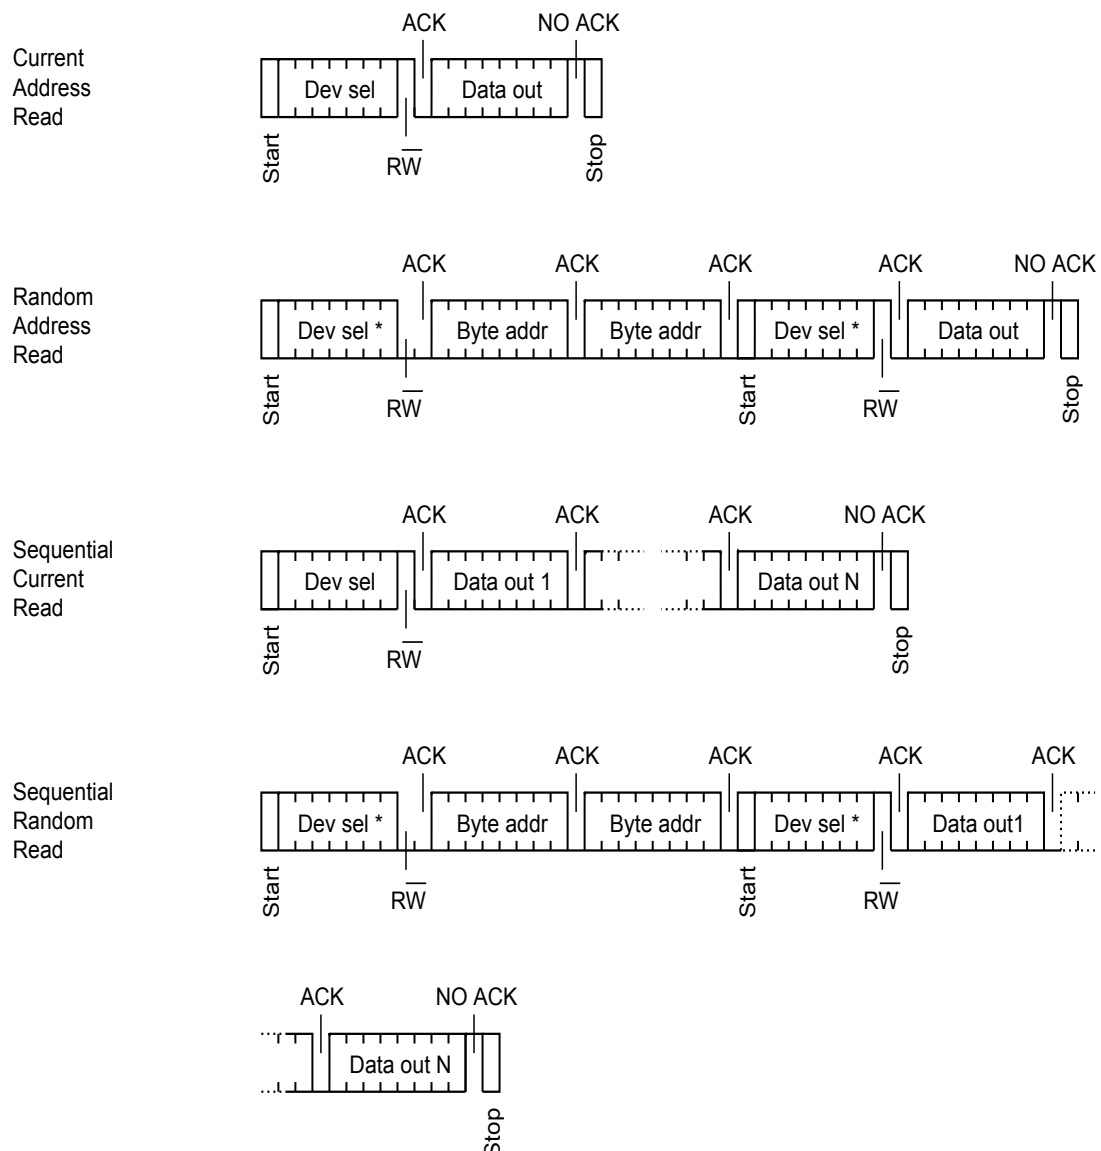 ACK NO ACK
Current
Address
Read
Dev sel Data out
Start RW Stop
ACK ACK ACK ACK NO ACK
Random
Address
Read
Dev sel * Byte addr Byte addr Dev sel * Data out
Start RW Start RW Stop
ACK ACK ACK NO ACK
Sequential
Current
Read
Dev sel Data out 1 Data out N
Start RW Stop
ACK ACK ACK ACK ACK
Sequential
Random
Read
Dev sel * Byte addr Byte addr Dev sel * Data out1
Start RW Start RW
ACK NO ACK
Data out N
Stop